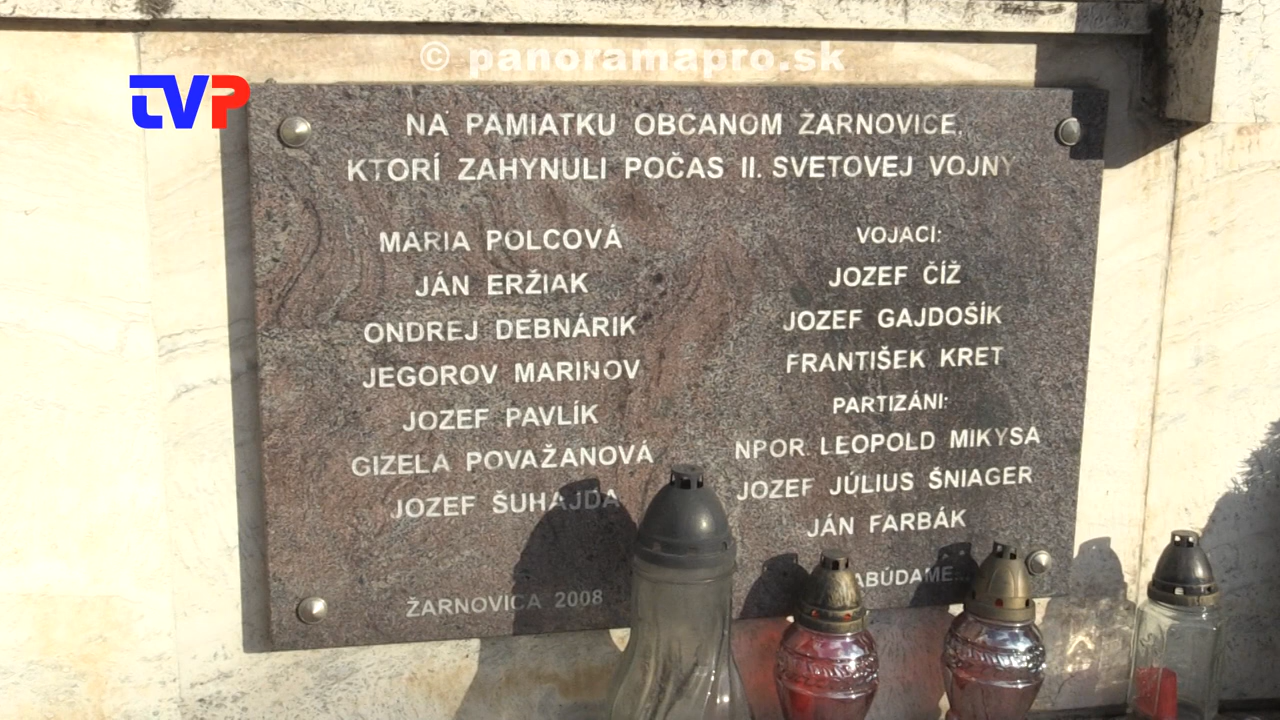 © panoramapro.sk
TVP
NA PAMIATKU OBČANOM ŽARNOVICE,
KTORÍ ZAHYNULI POČAS II. SVETOVEJ VOJNY
MARIA POLCOVÁ
JÁN ERŽIAK
ONDREJ DEBNÁRIK
JEGOROV MARINOV
JOZEF PAVLÍK
GIZELA POVAŽANOVÁ
JOZEF ŠUHAJDA
ŽARNOVICA 2008
VOJACI:
JOZEF ČÍŽ
JOZEF GAJDOŠÍK
FRANTIŠEK KRET
PARTIZÁNI:
NPOR. LEOPOLD MIKYSA
JOZEF JÚLIUS ŠNIAGER
JÁN FARBÁK